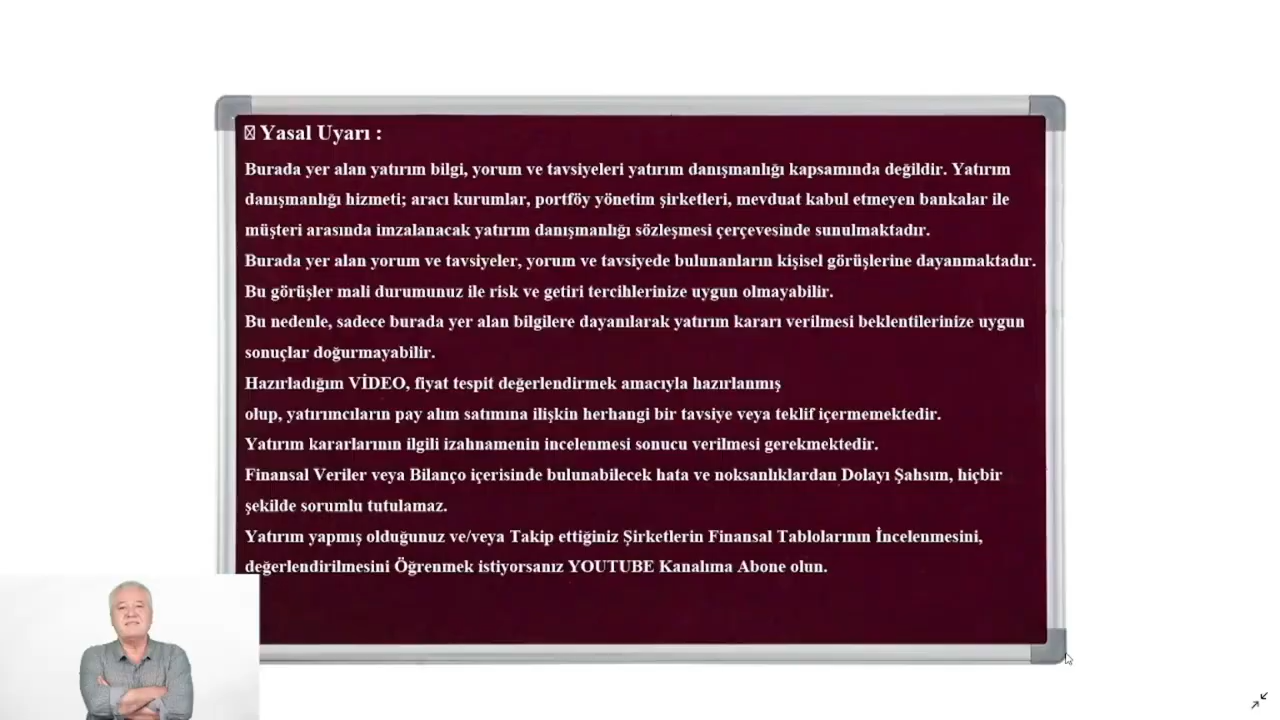 Yasal Uyarı :
Burada yer alan yatırım bilgi, yorum ve tavsiyeleri yatırım danışmanlığı kapsamında değildir. Yatırım
danışmanlığı hizmeti; aracı kurumlar, portföy yönetim şirketleri, mevduat kabul etmeyen bankalar ile
müşteri arasında imzalanacak yatırım danışmanlığı sözleşmesi çerçevesinde sunulmaktadır.
Burada yer alan yorum ve tavsiyeler, yorum ve tavsiyede bulunanların kişisel görüşlerine dayanmaktadır.
Bu görüşler mali durumunuz ile risk ve getiri tercihlerinize uygun olmayabilir.
Bu nedenle, sadece burada yer alan bilgilere dayanılarak yatırım kararı verilmesi beklentilerinize uygun
sonuçlar doğurmayabilir.
Hazırladığım VİDEO, fiyat tespit değerlendirmek amacıyla hazırlanmış
olup, yatırımcıların pay alım satımına ilişkin herhangi bir tavsiye veya teklif içermemektedir.
Yatırım kararlarının ilgili izahnamenin incelenmesi sonucu verilmesi gerekmektedir.
Finansal Veriler veya Bilanço içerisinde bulunabilecek hata ve noksanlıklardan Dolayı Şahsım, hiçbir
şekilde sorumlu tutulamaz.
Yatırım yapmış olduğunuz ve/veya Takip ettiğiniz Şirketlerin Finansal Tablolarının İncelenmesini,
değerlendirilmesini Öğrenmek istiyorsanız YOUTUBE Kanalıma Abone olun.